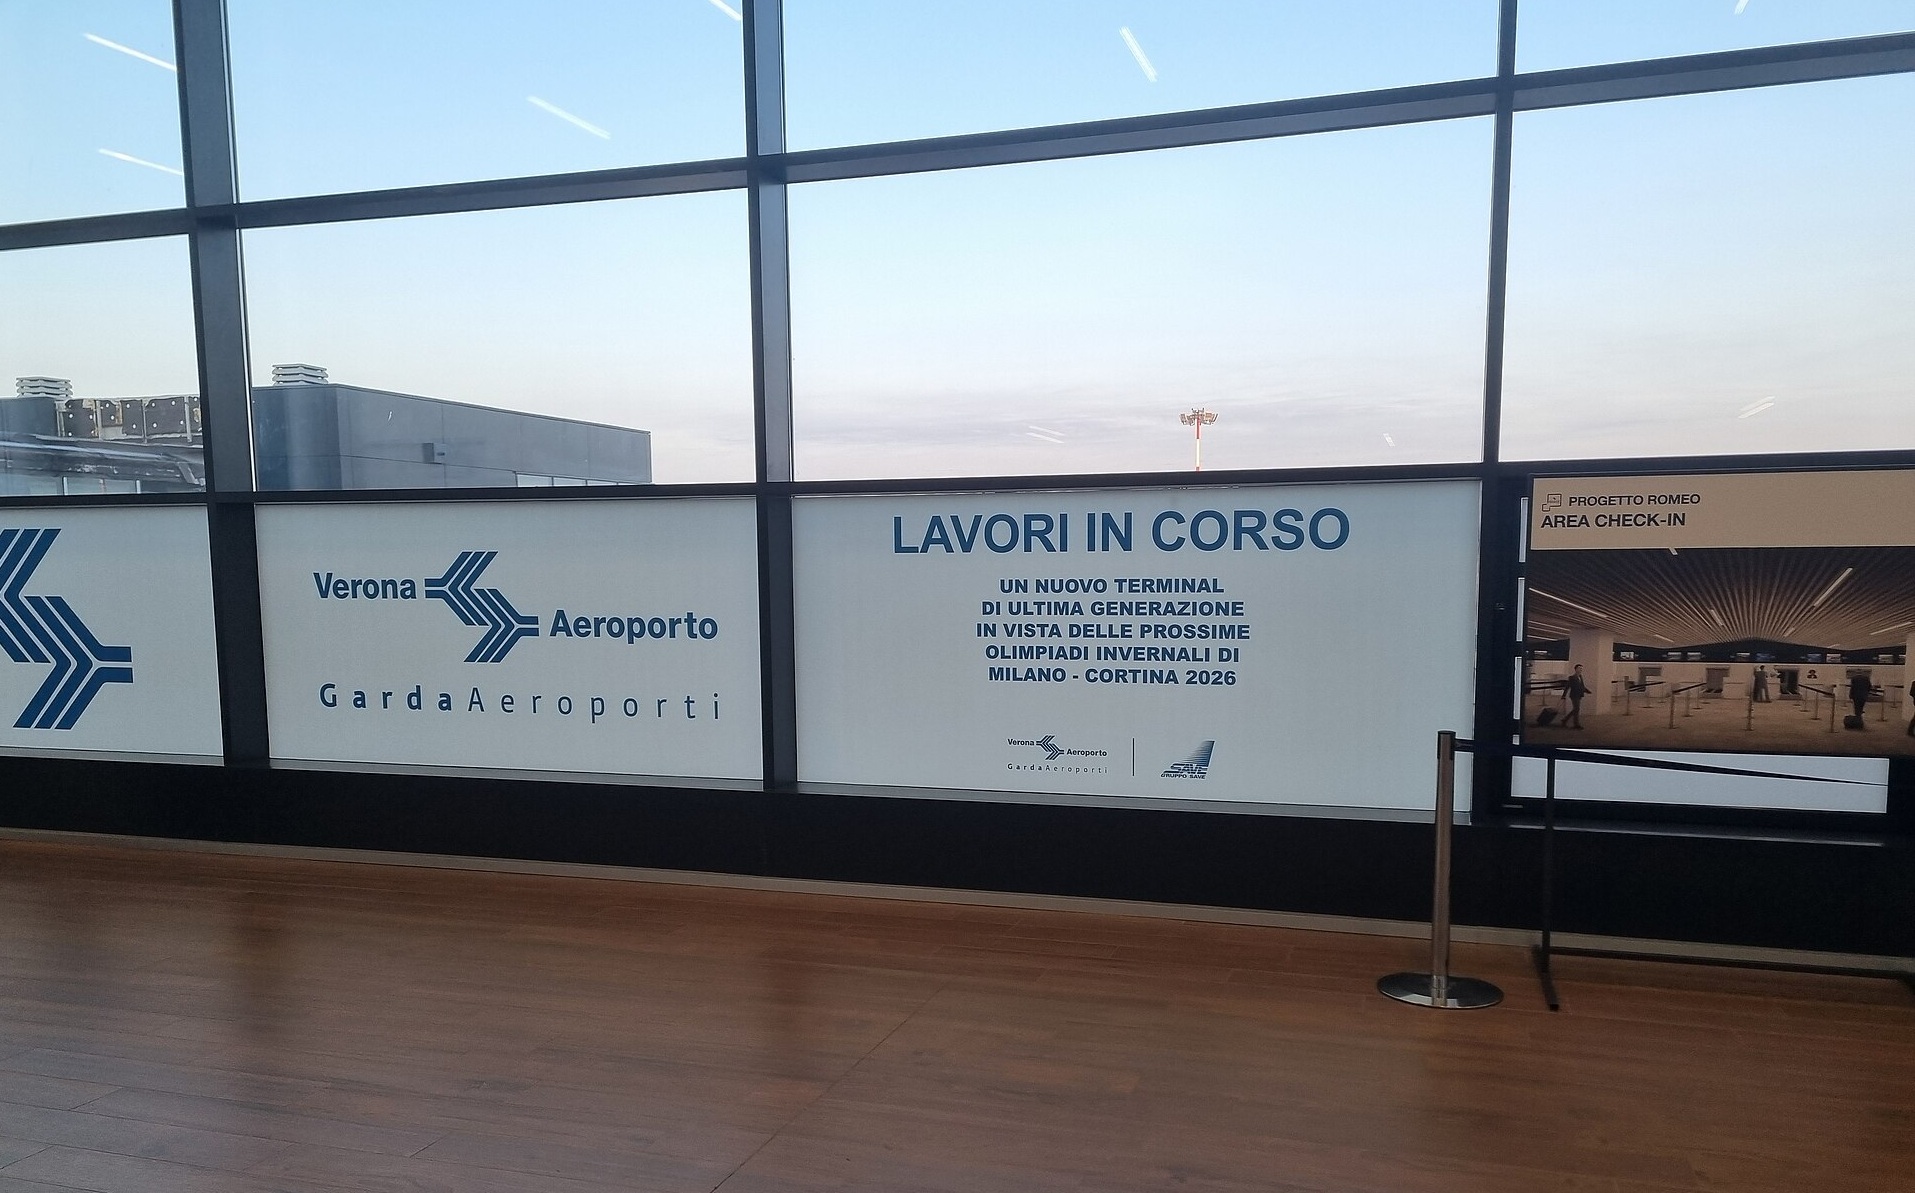 Verona Aeroporto
GardaAeroporti
LAVORI IN CORSO
UN NUOVO TERMINAL
DI ULTIMA GENERAZIONE
IN VISTA DELLE PROSSIME
OLIMPIADI INVERNALI DI
MILANO - CORTINA 2026
Verona Aeroporto
GardaAeroporti
SAVE
GRUPPO SAVE
PROGETTO ROMEO
AREA CHECK-IN